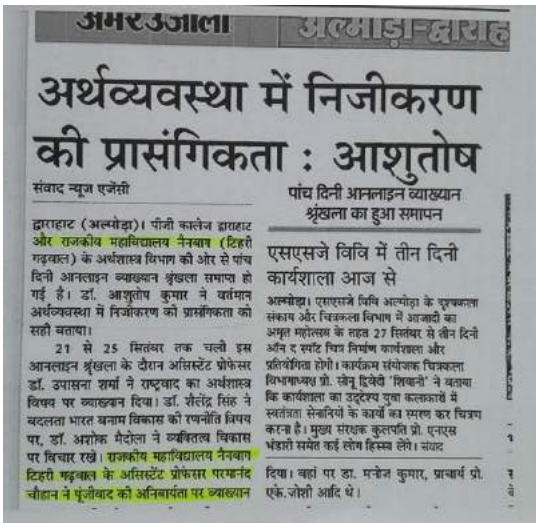 अमर उजाला
अल्मोड़ा-द्वाराह
अर्थव्यवस्था में निजीकरण
की प्रासंगिकता : आशुतोष
संवाद न्यूज एजेंसी
द्वाराहाट (अल्मोड़ा)। पीजी कालेज द्वाराहाट
और राजकीय महाविद्यालय नैनबाग (टिहरी
गढ़वाल) के अर्थशास्त्र विभाग की ओर से पांच
दिनी आनलाइन व्याख्यान श्रृंखला समाप्त हो
गई है। डॉ. आशुतोष कुमार ने वर्तमान
अर्थव्यवस्था में निजीकरण की प्रासंगिकता को
सही बताया।
21 से 25 सितंबर तक चली इस
आनलाइन श्रृंखला के दौरान असिस्टेंट प्रोफेसर
डॉ. उपासना शर्मा ने राष्ट्रवाद का अर्थशास्त्र
विषय पर व्याख्यान दिया। डॉ. शैलेंद्र सिंह ने
बदलता भारत बनाम विकास की रणनीति विषय
पर, डॉ. अशोक मैंदोला ने व्यक्तित्व विकास
पर विचार रखे। राजकीय महाविद्यालय नैनबाग
टिहरी गढ़वाल के असिस्टेंट प्रोफेसर परमानंद
चौहान ने पूंजीवाद की अनिवार्यता पर व्याख्यान
पांच दिनी आनलाइन व्याख्यान
श्रृंखला का हुआ समापन
एसएसजे विवि में तीन दिनी
कार्यशाला आज से
अल्मोड़ा। एसएसजे विवि अल्मोड़ा के दृश्यकला
संकाय और चित्रकला विभाग में आजादी का
अमृत महोत्सव के तहत 27 सितंबर से तीन दिनी
ऑन द स्पॉट चित्र निर्माण कार्यशाला और
प्रतियोगिता होगी। कार्यक्रम संयोजक चित्रकला
विभागाध्यक्ष प्रो. सोनू द्विवेदी 'शिवानी' ने बताया
कि कार्यशाला का उद्देश्य युवा कलाकारों में
स्वतंत्रता सेनानियों के कार्यों का स्मरण कर चित्रण
करना है। मुख्य संरक्षक कुलपति प्रो. एनएस
भंडारी समेत कई लोग हिस्सा लेंगे। संवाद
दिया। वहां पर डा. मनोज कुमार, प्राचार्य प्रो.
एके. जोशी आदि थे।